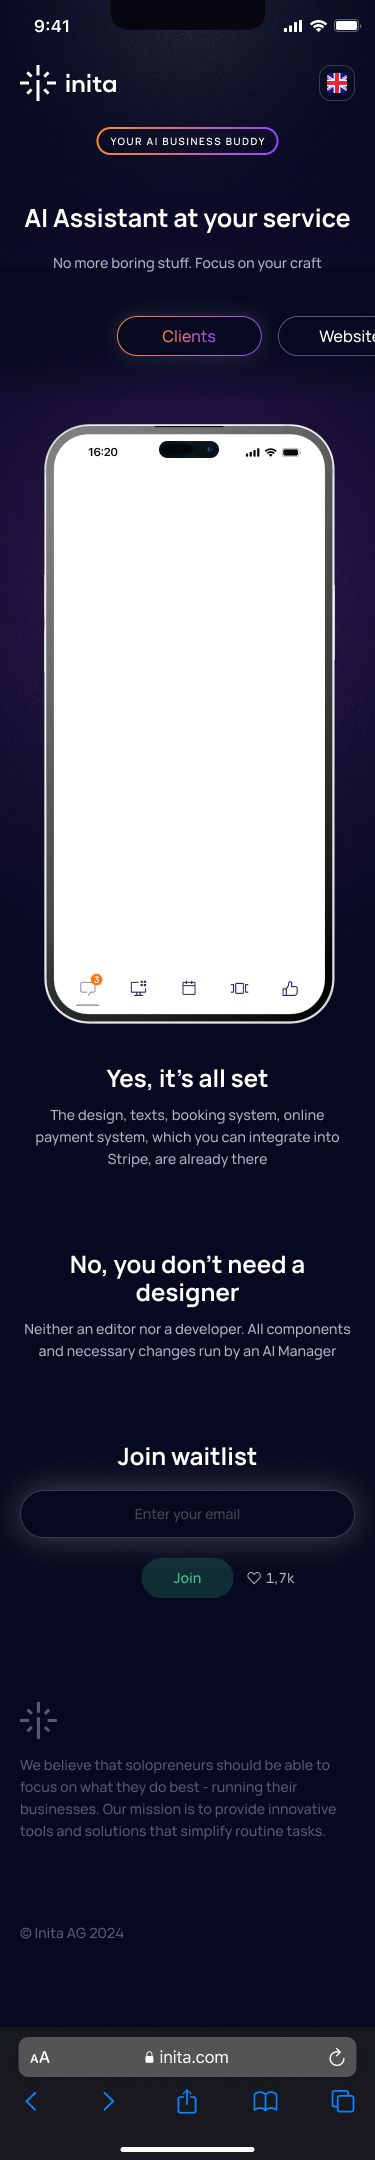 9:41
inita
YOUR AI BUSINESS BUDDY
AI Assistant at your service
No more boring stuff. Focus on your craft
Clients
Website
16:20
3
Yes, it's all set
The design, texts, booking system, online
payment system, which you can integrate into
Stripe, are already there
No, you don't need a
designer
Neither an editor nor a developer. All components
and necessary changes run by an AI Manager
Join waitlist
Enter your email
Join
1,7k
We believe that solopreneurs should be able to
focus on what they do best - running their
businesses. Our mission is to provide innovative
tools and solutions that simplify routine tasks.
© Inita AG 2024
AA
inita.com